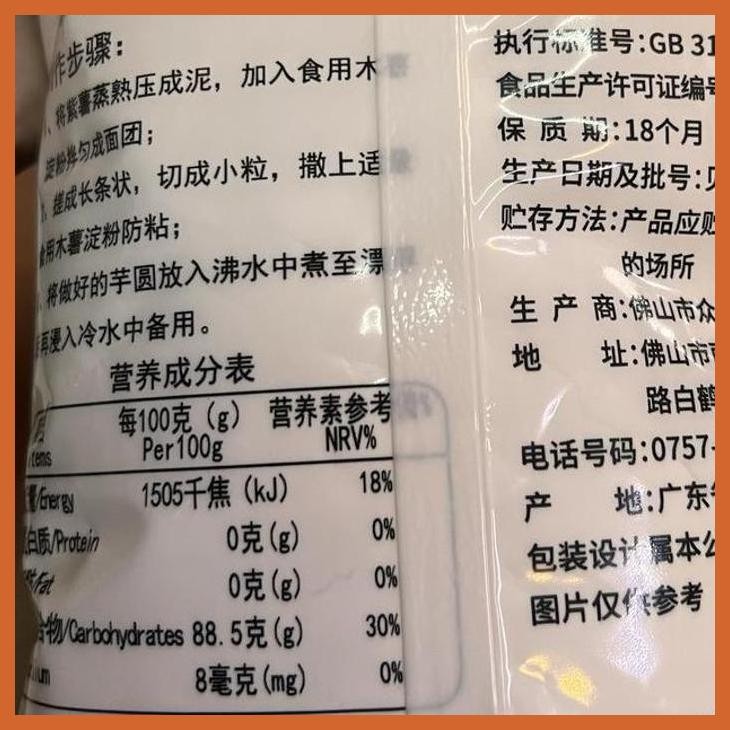 作步骤：
、将紫薯蒸熟压成泥，加入食用木
淀粉拌匀成面团；
、搓成长条状，切成小粒，撒上适
食用木薯淀粉防粘；
、将做好的芋圆放入沸水中煮至漂
再浸入冷水中备用。
营养成分表
每100克（g） 营养素参考
Items Per100g NRV%
量/Energy 1505千焦（kJ） 18%
白质/Protein 0克(g) 0%
Fat 0克(g) 0%
合物/Carbohydrates 88.5克(g) 30%
8毫克(mg) 0%
执行标准号:GB 31
食品生产许可证编号
保 质 期:18个月
生产日期及批号:见
贮存方法:产品应贮
的场所
生 产 商:佛山市众
地 址:佛山市
路白鹤
电话号码:0757-
产 地:广东省
包装设计属本公
图片仅供参考